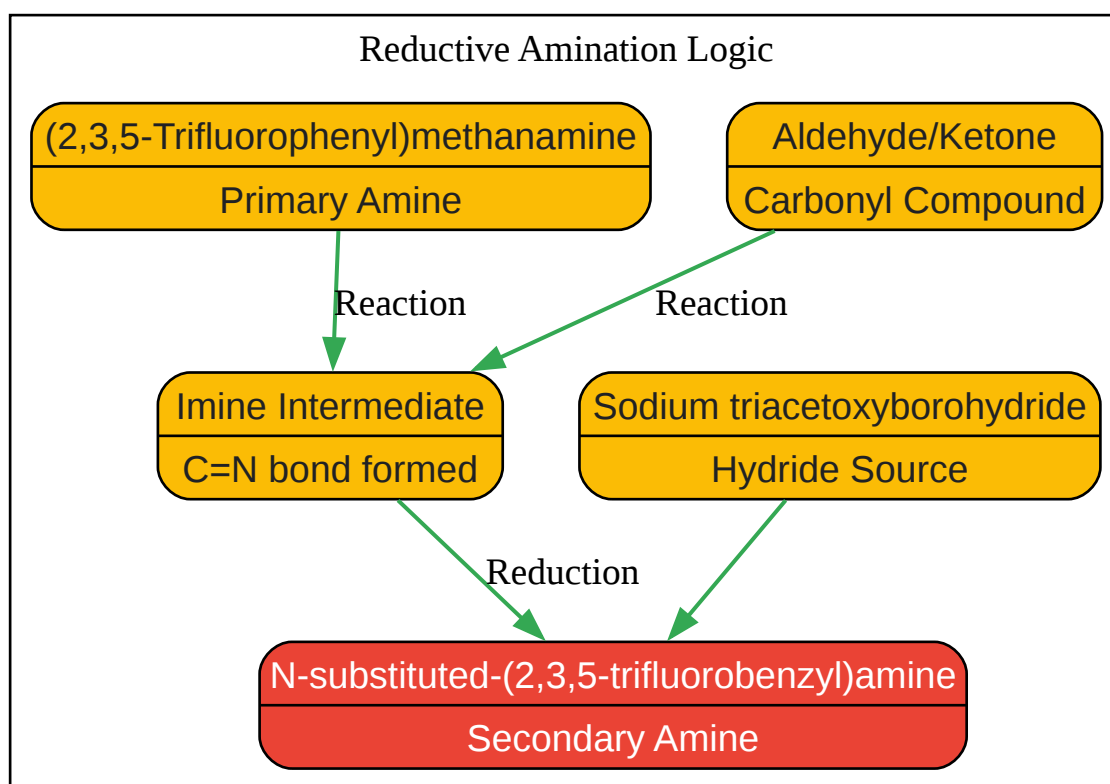 Reductive Amination Logic
(2,3,5-Trifluorophenyl)methanamine
Primary Amine
Aldehyde/Ketone
Carbonyl Compound
Reaction
Reaction
Imine Intermediate
C=N bond formed
Sodium triacetoxyborohydride
Hydride Source
Reduction
N-substituted-(2,3,5-trifluorobenzyl)amine
Secondary Amine